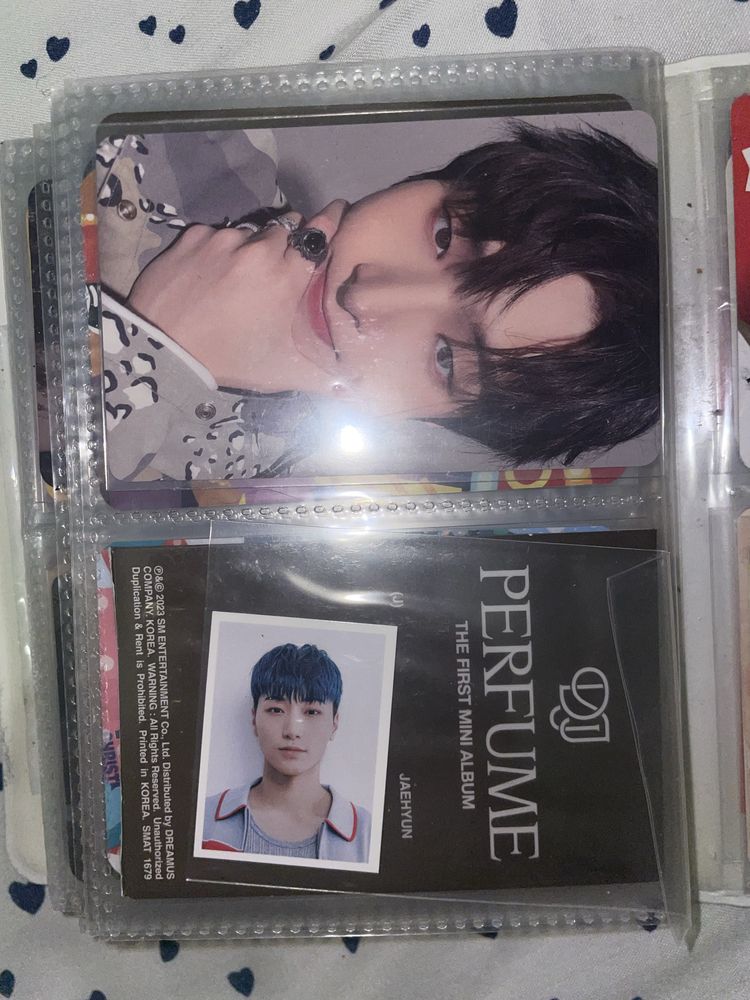 DJJ
PERFUME
THE FIRST MINI ALBUM
(J)
JAEHYUN
Ⓟ&© 2023 SM ENTERTAINMENT Co., Ltd. Distributed by DREAMUS
COMPANY. KOREA. WARNING : All Rights Reserved. Unauthorized
Duplication & Rent is Prohibited. Printed in KOREA. SMAT 1679